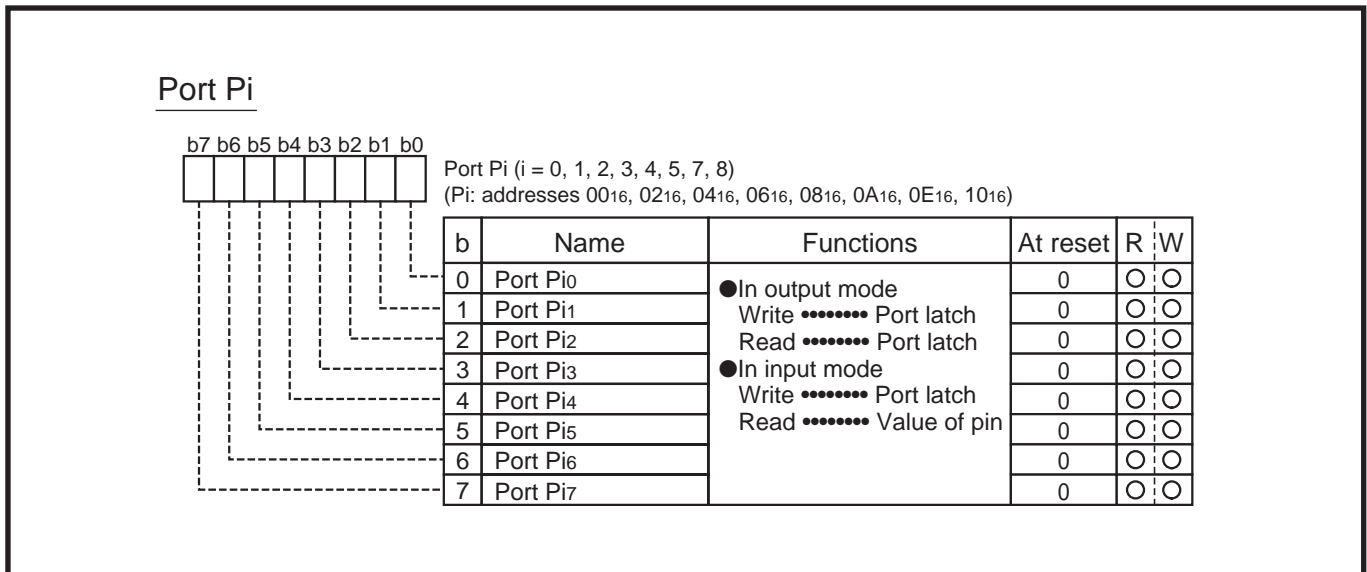 Port Pi
b7 b6 b5 b4 b3 b2 b1 b0
Port Pi (i = 0, 1, 2, 3, 4, 5, 7, 8)
(Pi: addresses 0016, 0216, 0416, 0616, 0816, 0A16, 0E16, 1016)
b Name Functions At reset R W
0 Port Pi0 0 ○ ○
1 Port Pi1 0 ○ ○
2 Port Pi2 0 ○ ○
3 Port Pi3 0 ○ ○
4 Port Pi4 0 ○ ○
5 Port Pi5 0 ○ ○
6 Port Pi6 0 ○ ○
7 Port Pi7 0 ○ ○
●In output mode
Write •••••••• Port latch
Read •••••••• Port latch
●In input mode
Write •••••••• Port latch
Read •••••••• Value of pin